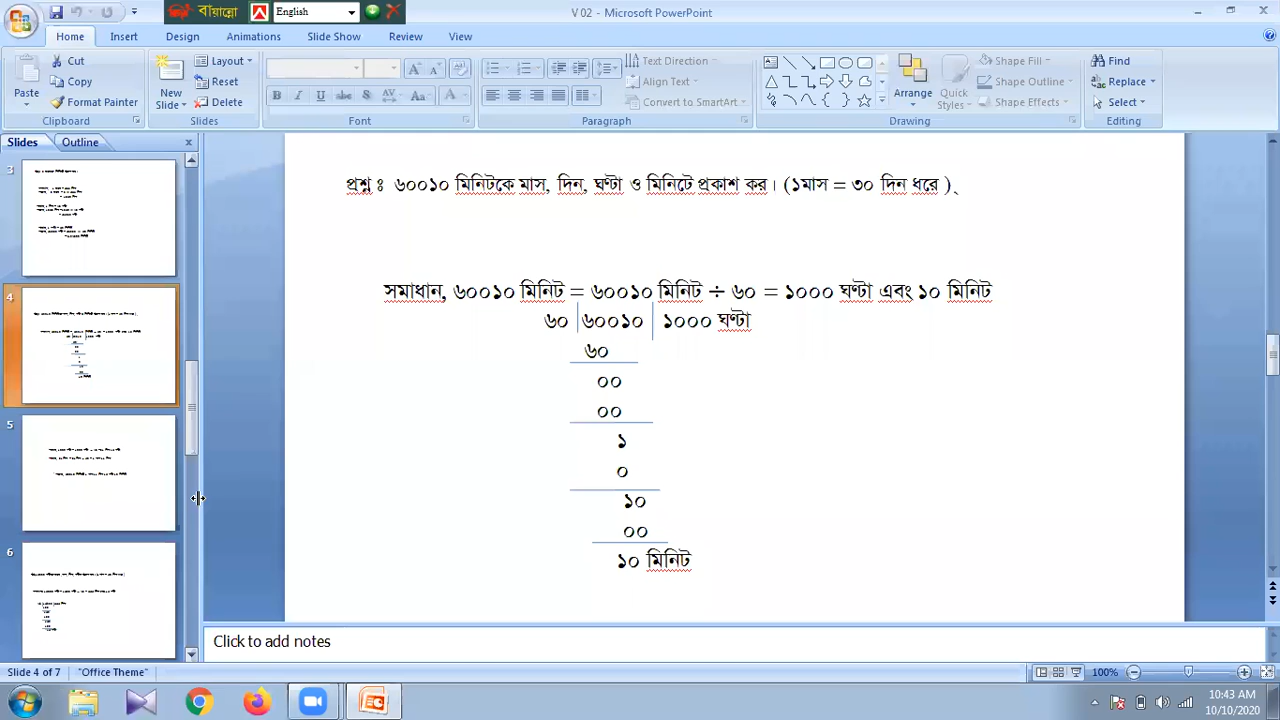 বায়ান্নো English V 02 - Microsoft PowerPoint
Home Insert Design Animations Slide Show Review View
Cut Layout Text Direction Shape Fill Find
Paste Copy New Slide Reset Align Text Arrange Quick Styles Shape Outline Replace
Format Painter Delete Convert to SmartArt Shape Effects Select
Clipboard Slides Font Paragraph Drawing Editing
Slides Outline
3
4
5
6
প্রশ্ন ঃ ৬০০১০ মিনিটকে মাস, দিন, ঘণ্টা ও মিনিটে প্রকাশ কর। (১মাস = ৩০ দিন ধরে )
সমাধান, ৬০০১০ মিনিট = ৬০০১০ মিনিট ÷ ৬০ = ১০০০ ঘণ্টা এবং ১০ মিনিট
৬০ ৬০০১০ ১০০০ ঘণ্টা
৬০
০০
০০
১
০
১০
০০
১০ মিনিট
Click to add notes
Slide 4 of 7 "Office Theme" 100%
10:43 AM
10/10/2020